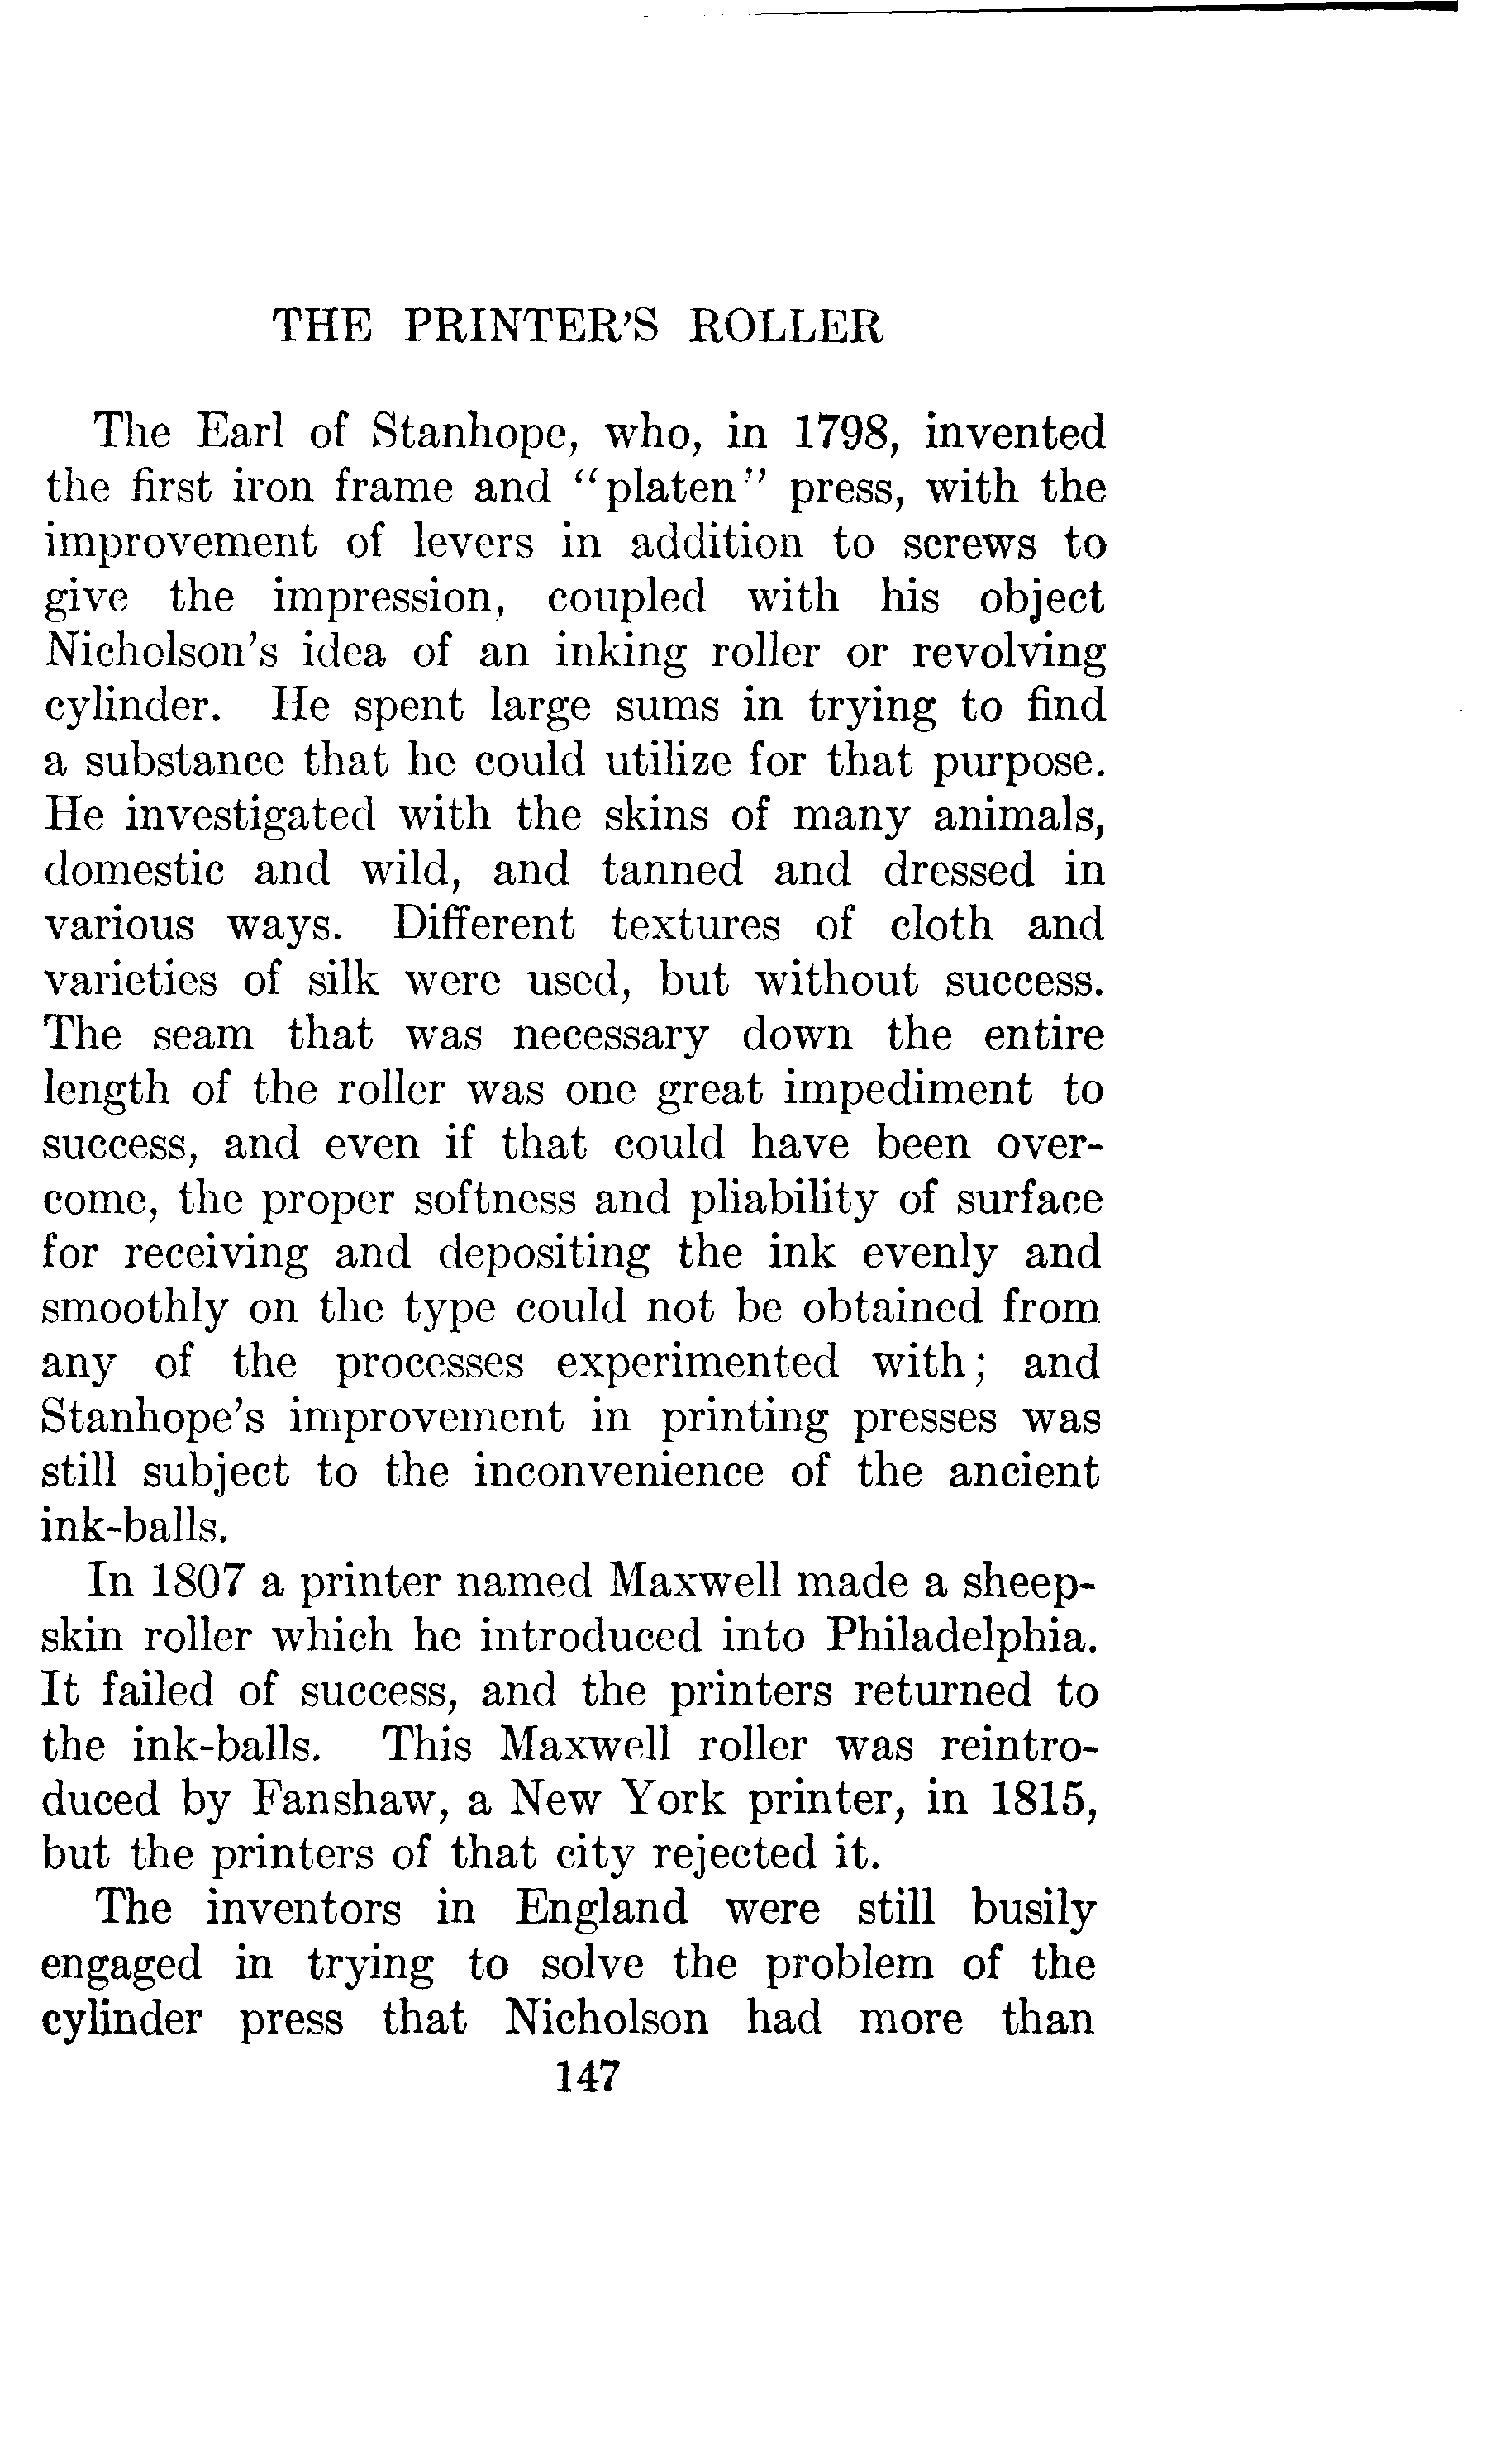 THE PRINTER'S ROLLER
The Earl of Stanhope, who, in 1798, invented
the first iron frame and "platen" press, with the
improvement of levers in addition to screws to
give the impression, coupled with his object
Nicholson's idea of an inking roller or revolving
cylinder. He spent large sums in trying to find
a substance that he could utilize for that purpose.
He investigated with the skins of many animals,
domestic and wild, and tanned and dressed in
various ways. Different textures of cloth and
varieties of silk were used, but without success.
The seam that was necessary down the entire
length of the roller was one great impediment to
success, and even if that could have been over-
come, the proper softness and pliability of surface
for receiving and depositing the ink evenly and
smoothly on the type could not be obtained from
any of the processes experimented with; and
Stanhope's improvement in printing presses was
still subject to the inconvenience of the ancient
ink-balls.
In 1807 a printer named Maxwell made a sheep-
skin roller which he introduced into Philadelphia.
It failed of success, and the printers returned to
the ink-balls. This Maxwell roller was reintro-
duced by Fanshaw, a New York printer, in 1815,
but the printers of that city rejected it.
The inventors in England were still busily
engaged in trying to solve the problem of the
cylinder press that Nicholson had more than
147